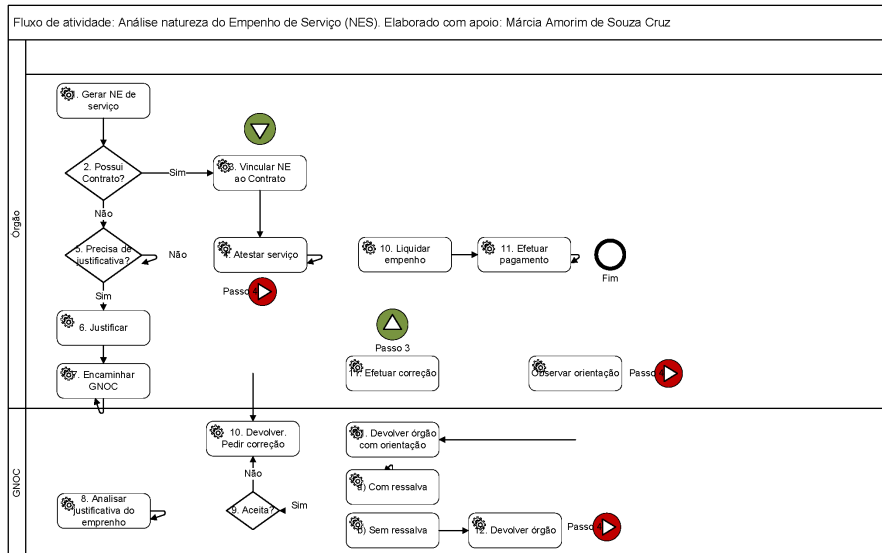 Fluxo de atividade: Análise natureza do Empenho de Serviço (NES). Elaborado com apoio: Márcia Amorim de Souza Cruz
Órgão
1. Gerar NE de
serviço
2. Possui
Contrato?
Sim
3. Vincular NE
ao Contrato
Não
5. Precisa de
justificativa?
Não
4. Atestar serviço
10. Liquidar
empenho
11. Efetuar
pagamento
Fim
Sim
Passo
6. Justificar
Passo 3
7. Encaminhar
GNOC
Efetuar correção
Observar orientação
Passo
GNOC
10. Devolver.
Pedir correção
Devolver órgão
com orientação
Não
a) Com ressalva
8. Analisar
justificativa do
emprenho
9. Aceita?
Sim
b) Sem ressalva
12. Devolver órgão
Passo 4